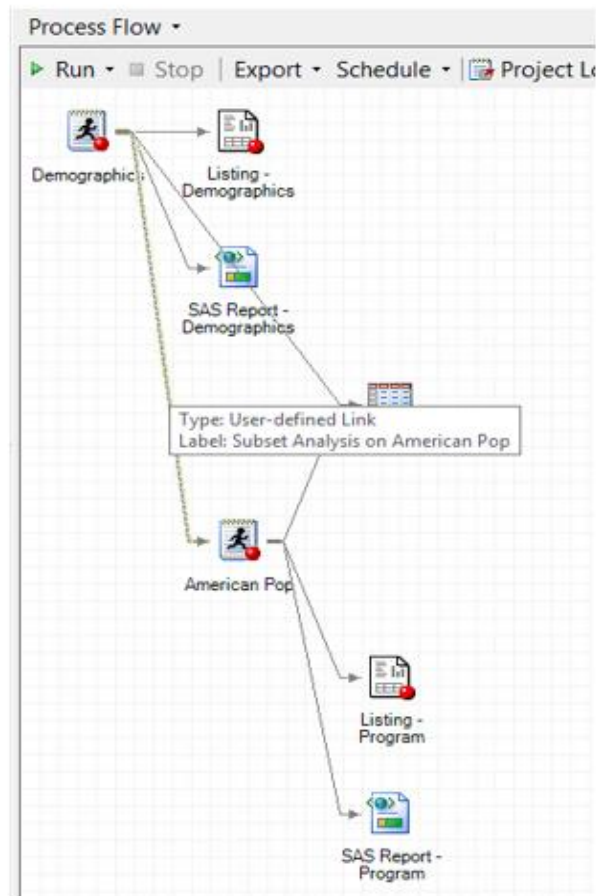 Process Flow
Run Stop Export Schedule Project Lo
Demographics
Listing -
Demographics
SAS Report -
Demographics
Type: User-defined Link
Label: Subset Analysis on American Pop
American Pop
Listing -
Program
SAS Report -
Program